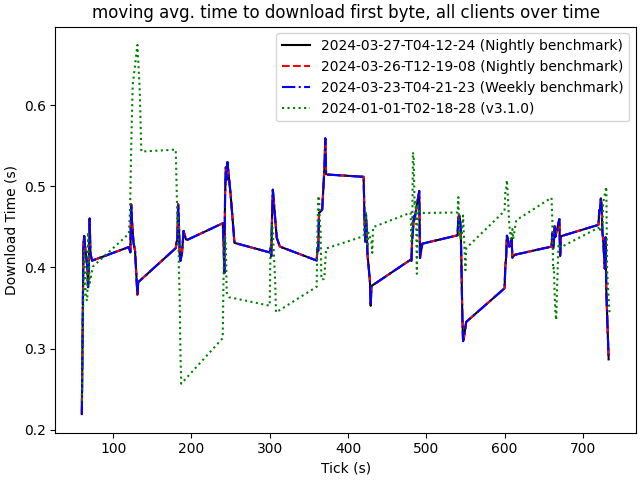 moving avg. time to download first byte, all clients over time
2024-03-27-T04-12-24 (Nightly benchmark)
2024-03-26-T12-19-08 (Nightly benchmark)
2024-03-23-T04-21-23 (Weekly benchmark)
2024-01-01-T02-18-28 (v3.1.0)
Download Time (s)
0.6
0.5
0.4
0.3
0.2
100 200 300 400 500 600 700
Tick (s)